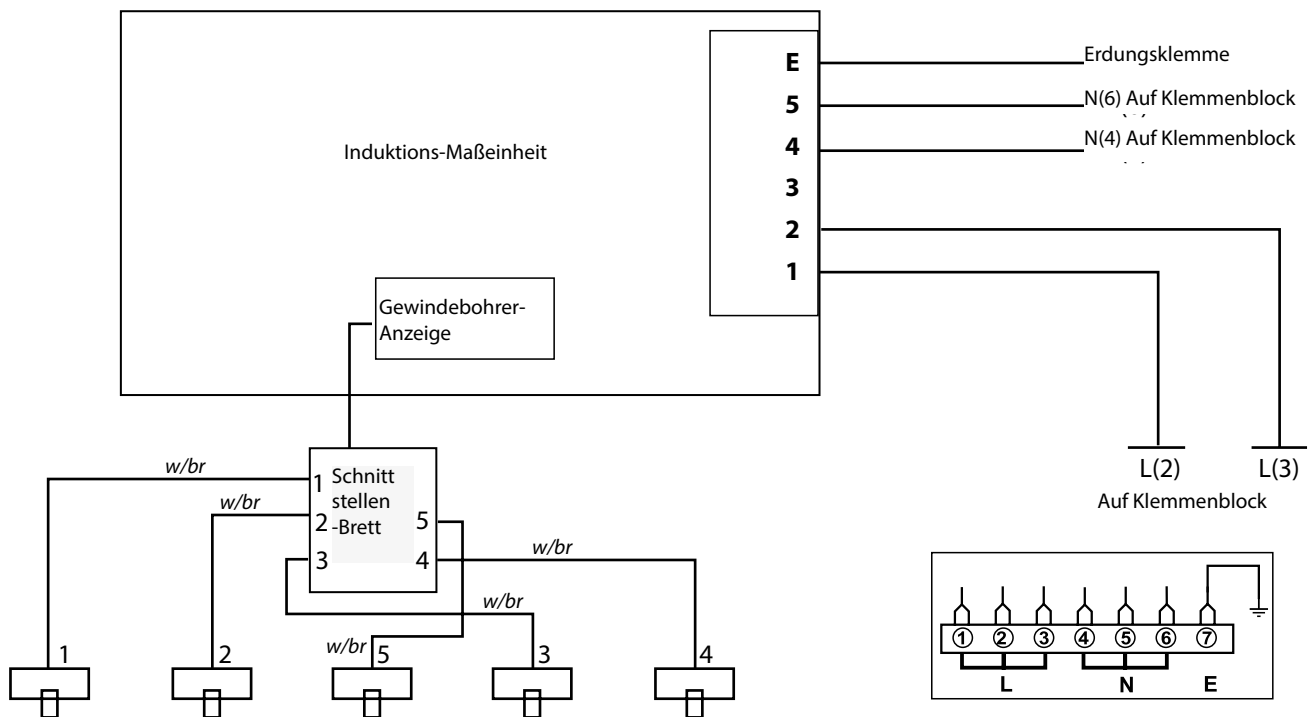 E
Erdungsklemme
5
N(6) Auf Klemmenblock
4
N(4) Auf Klemmenblock
Induktions-Maßeinheit
3
2
1
Gewindebohrer-
Anzeige
L(2)
L(3)
Auf Klemmenblock
w/br
1
Schnitt
stellen
-Brett
w/br
2
5
3
4
w/br
w/br
w/br
1
2
5
3
4
① ② ③ ④ ⑤ ⑥ ⑦
L N E